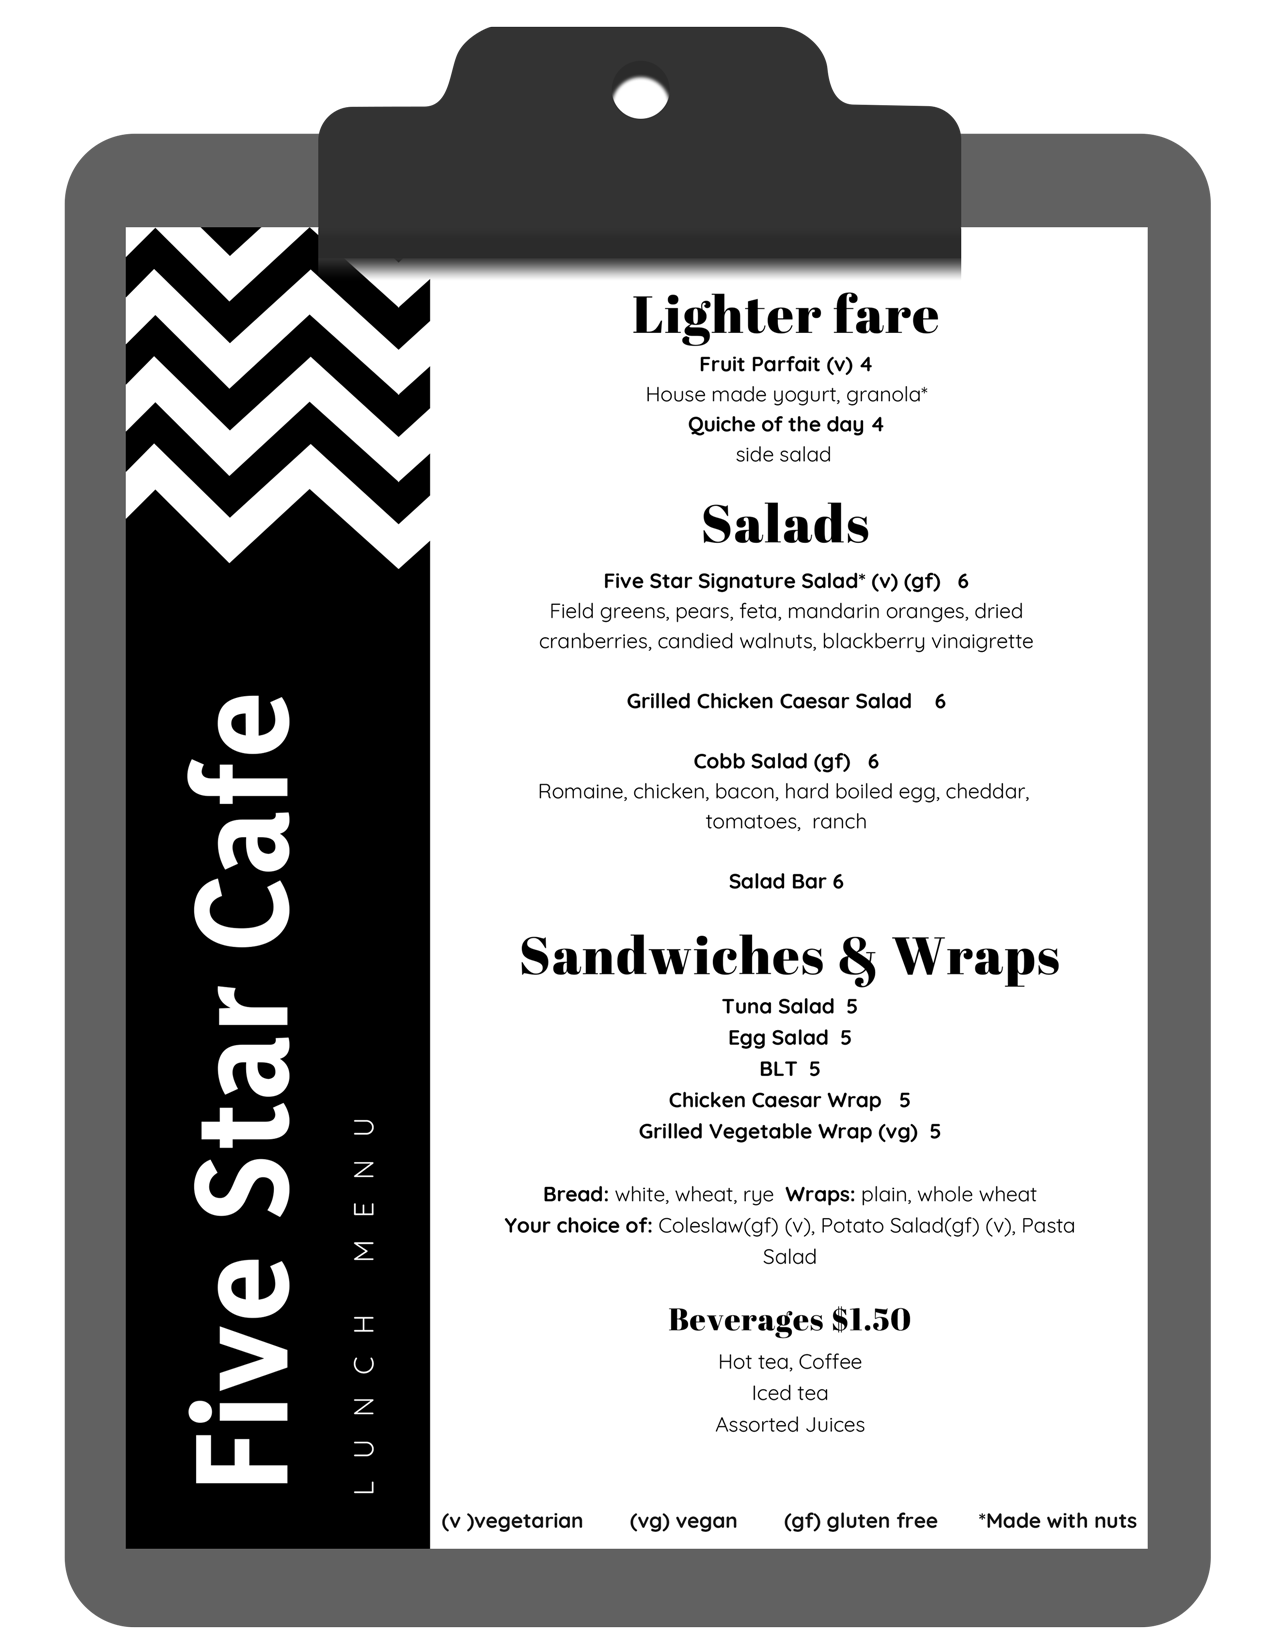 Five Star Cafe
LUNCH MENU
Lighter fare
Fruit Parfait (v) 4
House made yogurt, granola*
Quiche of the day 4
side salad
Salads
Five Star Signature Salad* (v) (gf) 6
Field greens, pears, feta, mandarin oranges, dried
cranberries, candied walnuts, blackberry vinaigrette
Grilled Chicken Caesar Salad 6
Cobb Salad (gf) 6
Romaine, chicken, bacon, hard boiled egg, cheddar,
tomatoes, ranch
Salad Bar 6
Sandwiches & Wraps
Tuna Salad 5
Egg Salad 5
BLT 5
Chicken Caesar Wrap 5
Grilled Vegetable Wrap (vg) 5
Bread: white, wheat, rye Wraps: plain, whole wheat
Your choice of: Coleslaw(gf) (v), Potato Salad(gf) (v), Pasta
Salad
Beverages $1.50
Hot tea, Coffee
Iced tea
Assorted Juices
(v )vegetarian (vg) vegan (gf) gluten free *Made with nuts